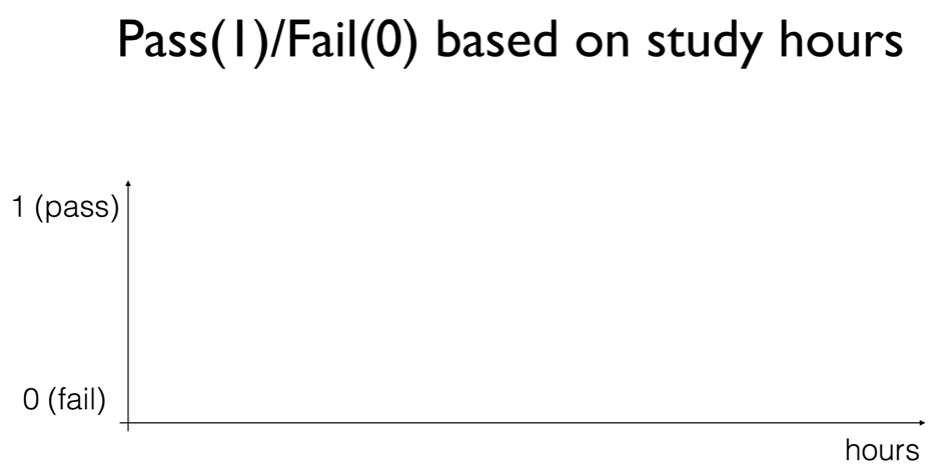 Pass(1)/Fail(0) based on study hours
1 (pass)
0 (fail)
hours